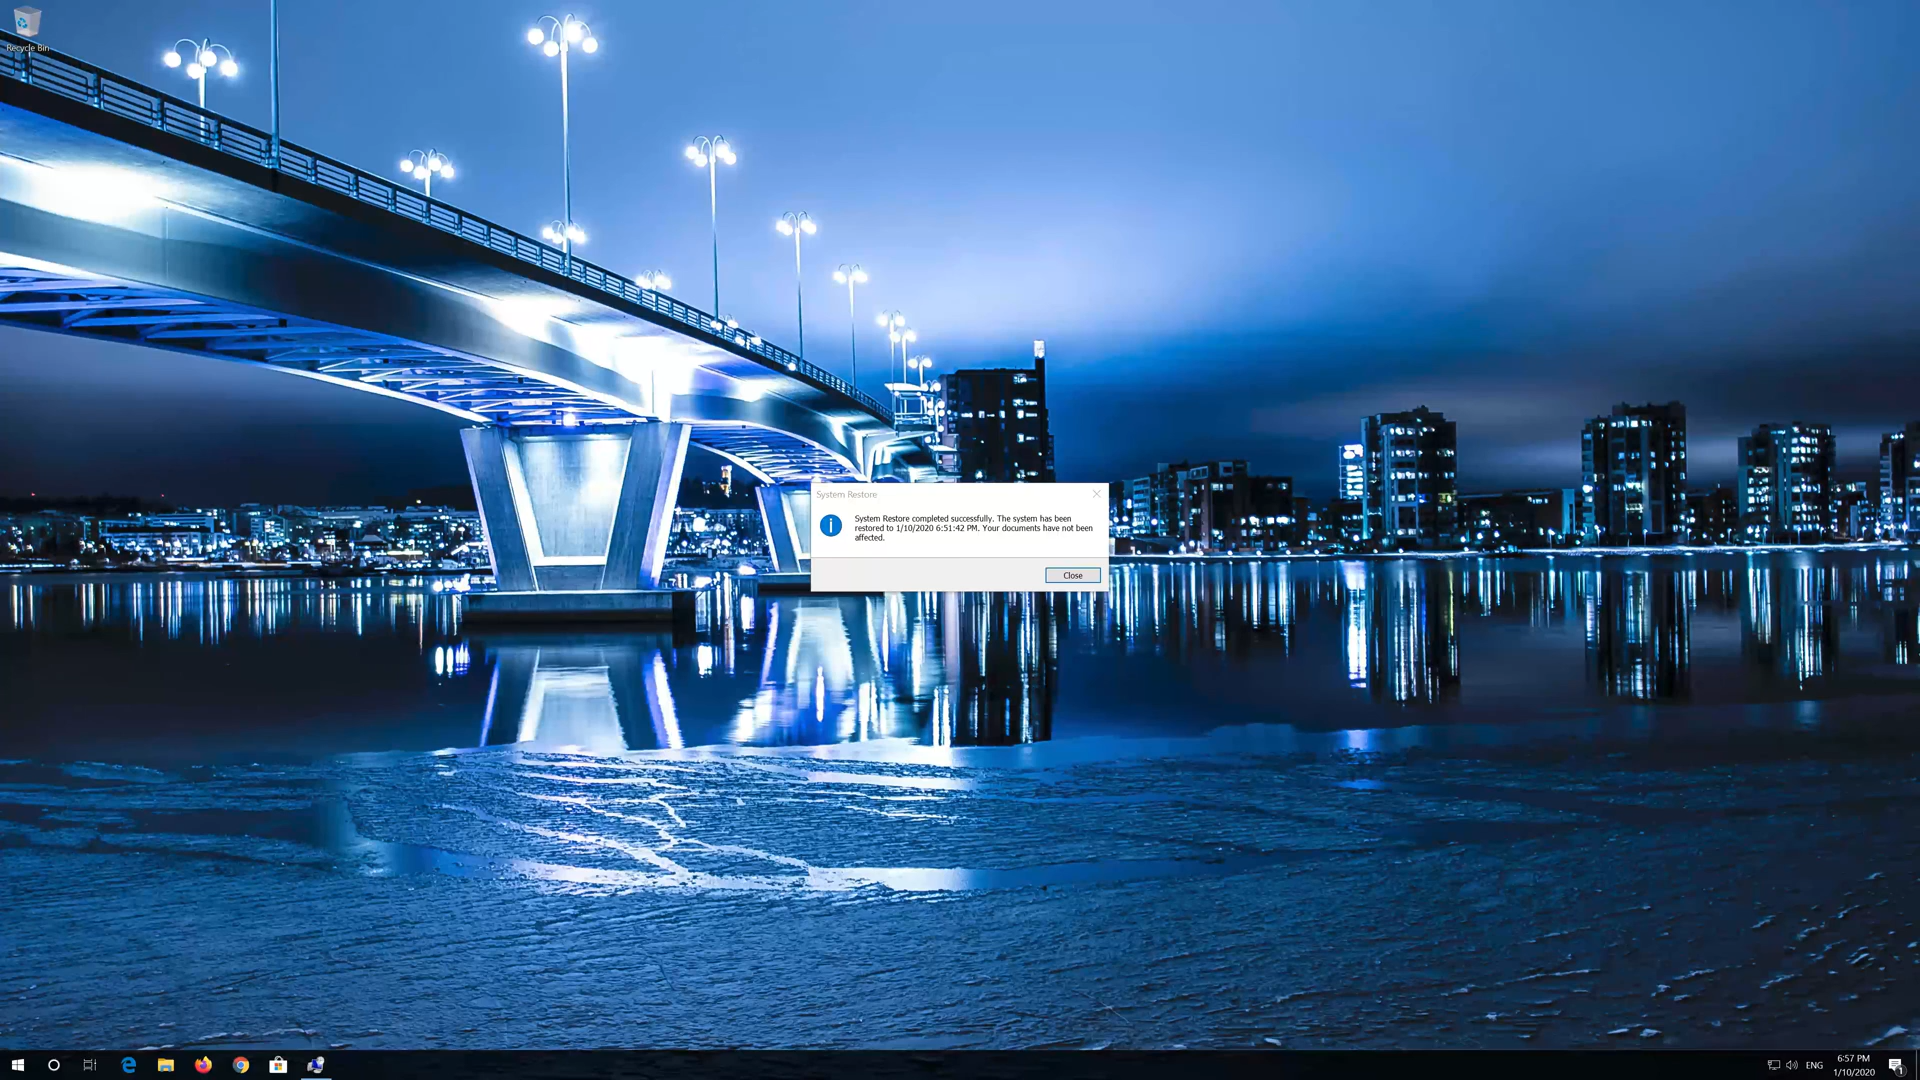 Recycle Bin
System Restore
System Restore completed successfully. The system has been
restored to 1/10/2020 6:51:42 PM. Your documents have not been
affected.
Close
ENG
6:57 PM
1/10/2020
1